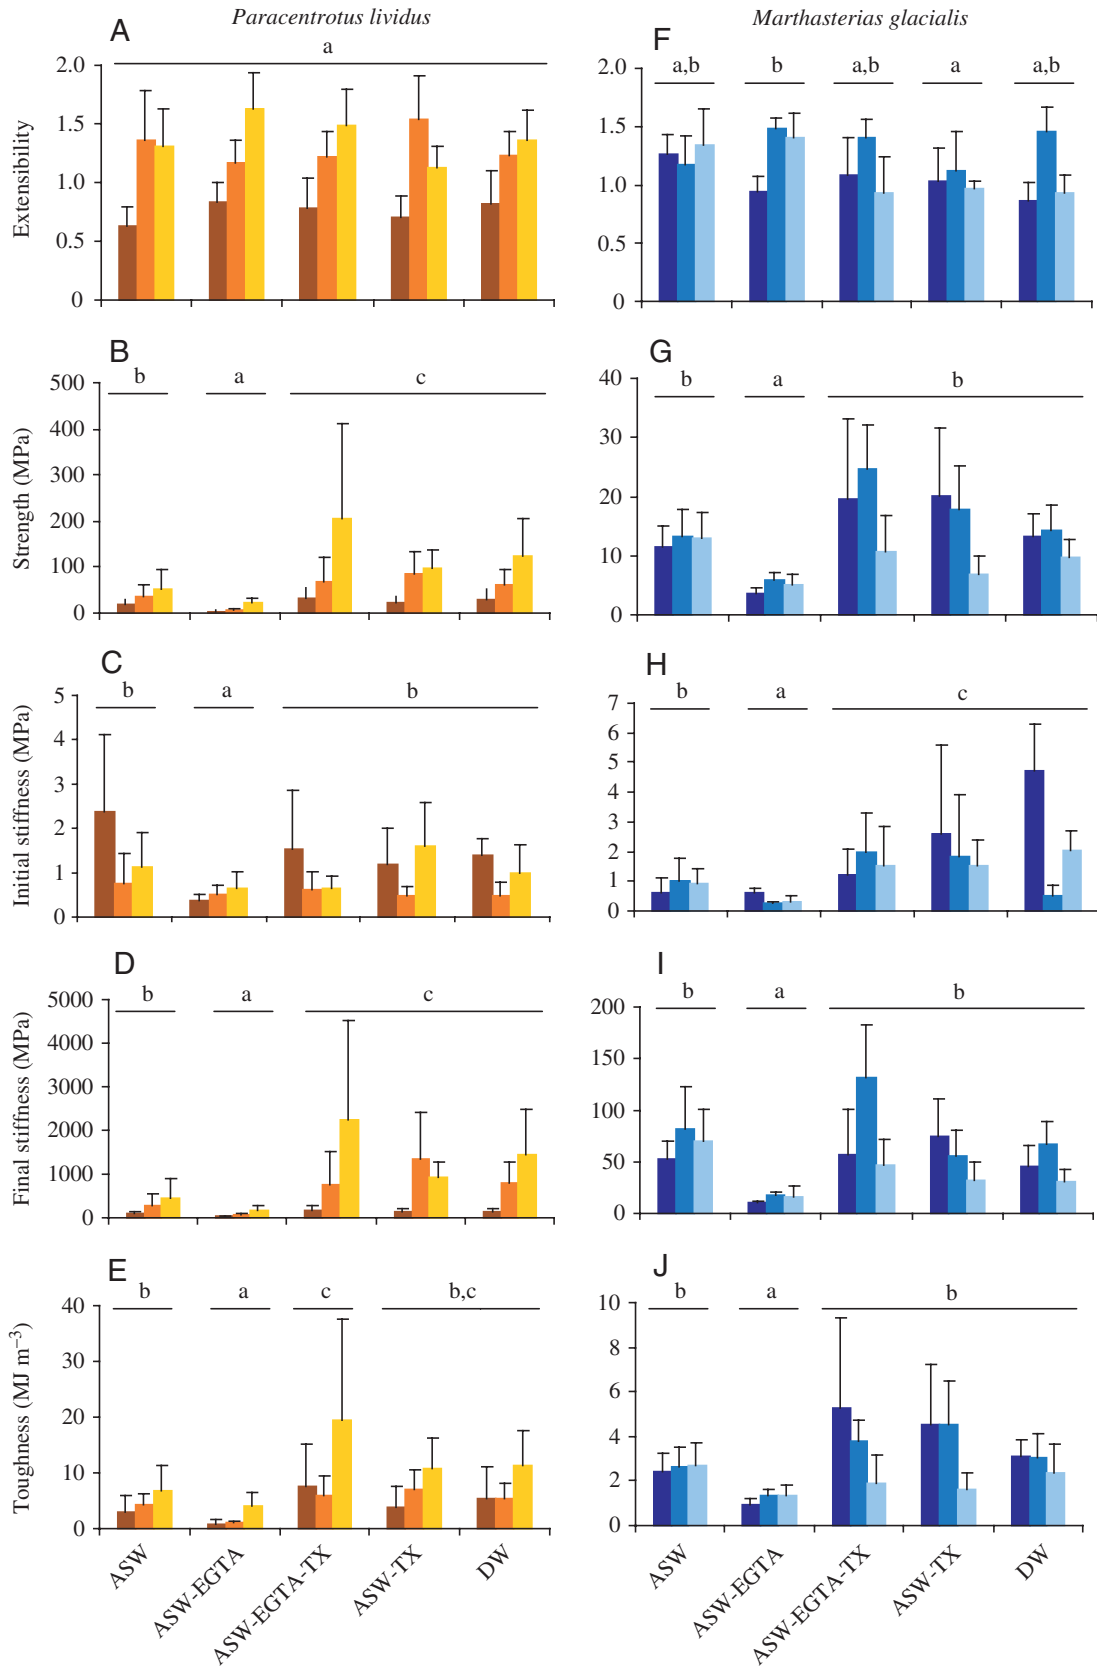 Paracentrotus lividus
Marthasterias glacialis
A
a
Extensibility
2.0
1.5
1.0
0.5
0
F
a,b b a,b a a,b
2.0
1.5
1.0
0.5
0
B
b a c
Strength (MPa)
500
400
300
200
100
0
G
b a b
40
30
20
10
0
C
b a b
Initial stiffness (MPa)
5
4
3
2
1
0
H
b a c
7
6
5
4
3
2
1
0
D
b a c
Final stiffness (MPa)
5000
4000
3000
2000
1000
0
I
b a b
200
150
100
50
0
E
b a c b,c
Toughness (MJ m–3)
40
30
20
10
0
J
b a b
10
8
6
4
2
0
ASW
ASW-EGTA
ASW-EGTA-TX
ASW-TX
DW
ASW
ASW-EGTA
ASW-EGTA-TX
ASW-TX
DW